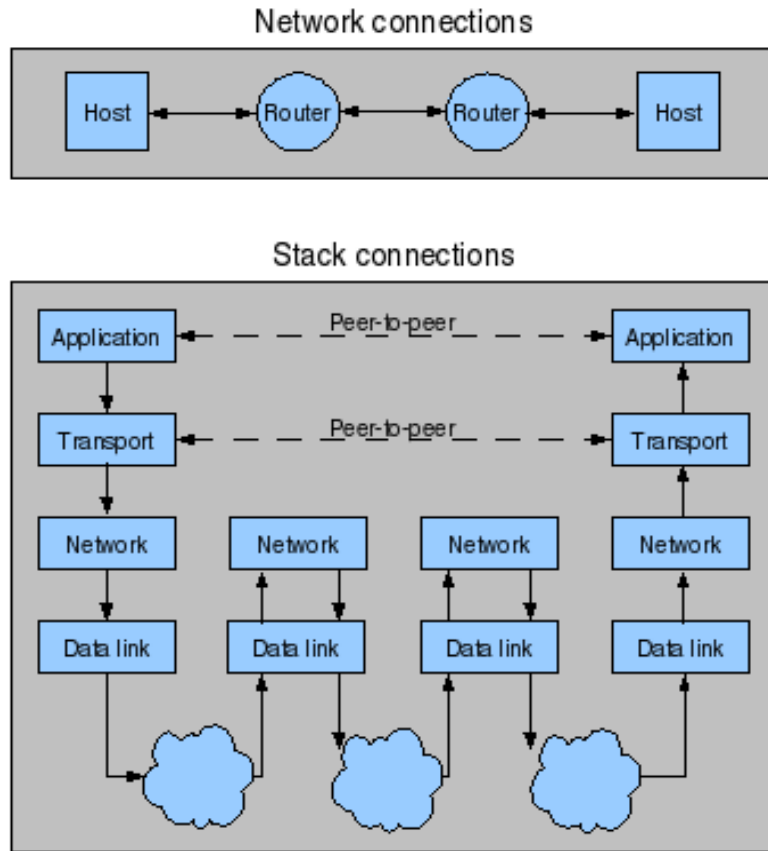 Network connections
Host Router Router Host
Stack connections
Application Peer-to-peer Application
Transport Peer-to-peer Transport
Network Network Network Network
Data link Data link Data link Data link